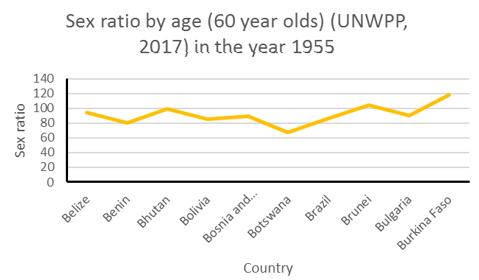 Sex ratio by age (60 year olds) (UNWPP,
2017) in the year 1955
140
120
100
80
60
40
20
0
Sex ratio
Belize
Benin
Bhutan
Bolivia
Bosnia and...
Botswana
Brazil
Brunei
Bulgaria
Burkina Faso
Country